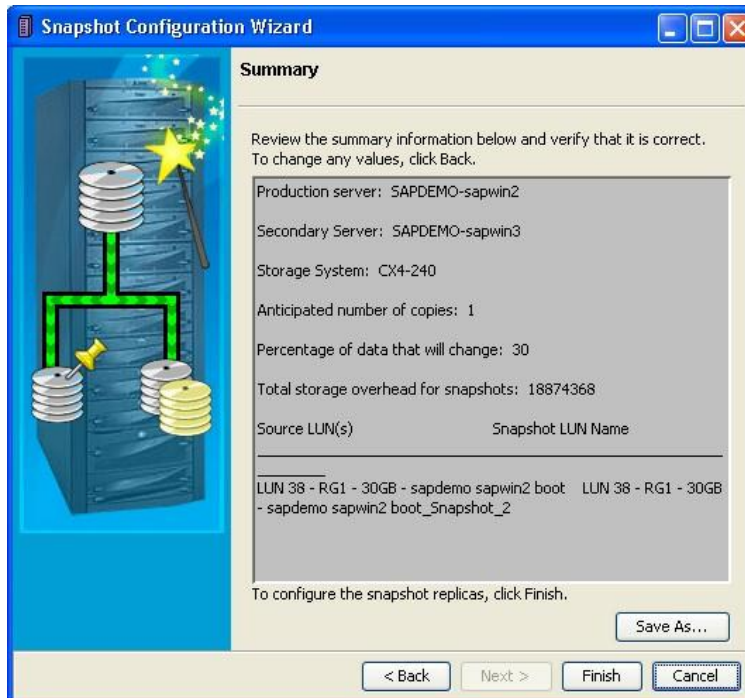 Snapshot Configuration Wizard
Summary
Review the summary information below and verify that it is correct.
To change any values, click Back.
Production server: SAPDEMO-sapwin2
Secondary Server: SAPDEMO-sapwin3
Storage System: CX4-240
Anticipated number of copies: 1
Percentage of data that will change: 30
Total storage overhead for snapshots: 18874368
Source LUN(s) Snapshot LUN Name
LUN 38 - RG1 - 30GB - sapdemo sapwin2 boot LUN 38 - RG1 - 30GB
- sapdemo sapwin2 boot_Snapshot_2
To configure the snapshot replicas, click Finish.
Save As...
< Back Next > Finish Cancel